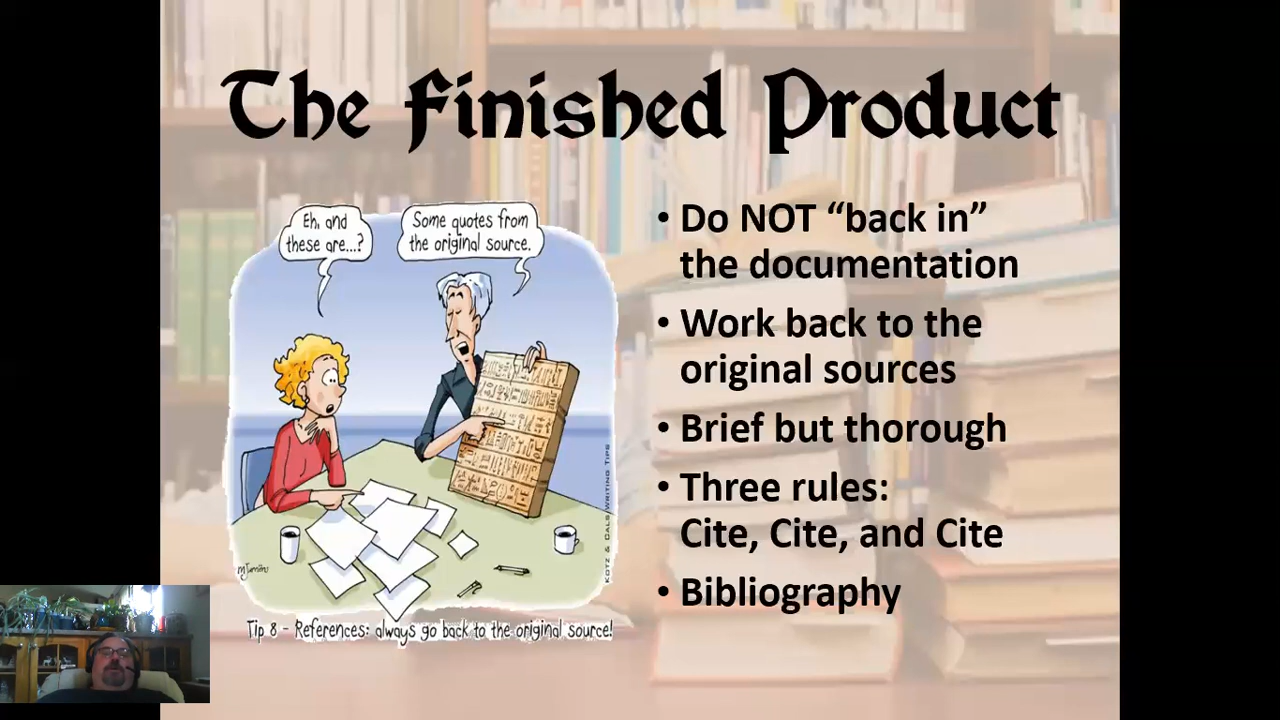 The Finished Product
Eh, and
these are...?
Some quotes from
the original source.
KOTZ & CALS WRITING TIPS
Tip 8 - References: always go back to the original source!
• Do NOT “back in”
the documentation
• Work back to the
original sources
• Brief but thorough
• Three rules:
Cite, Cite, and Cite
• Bibliography